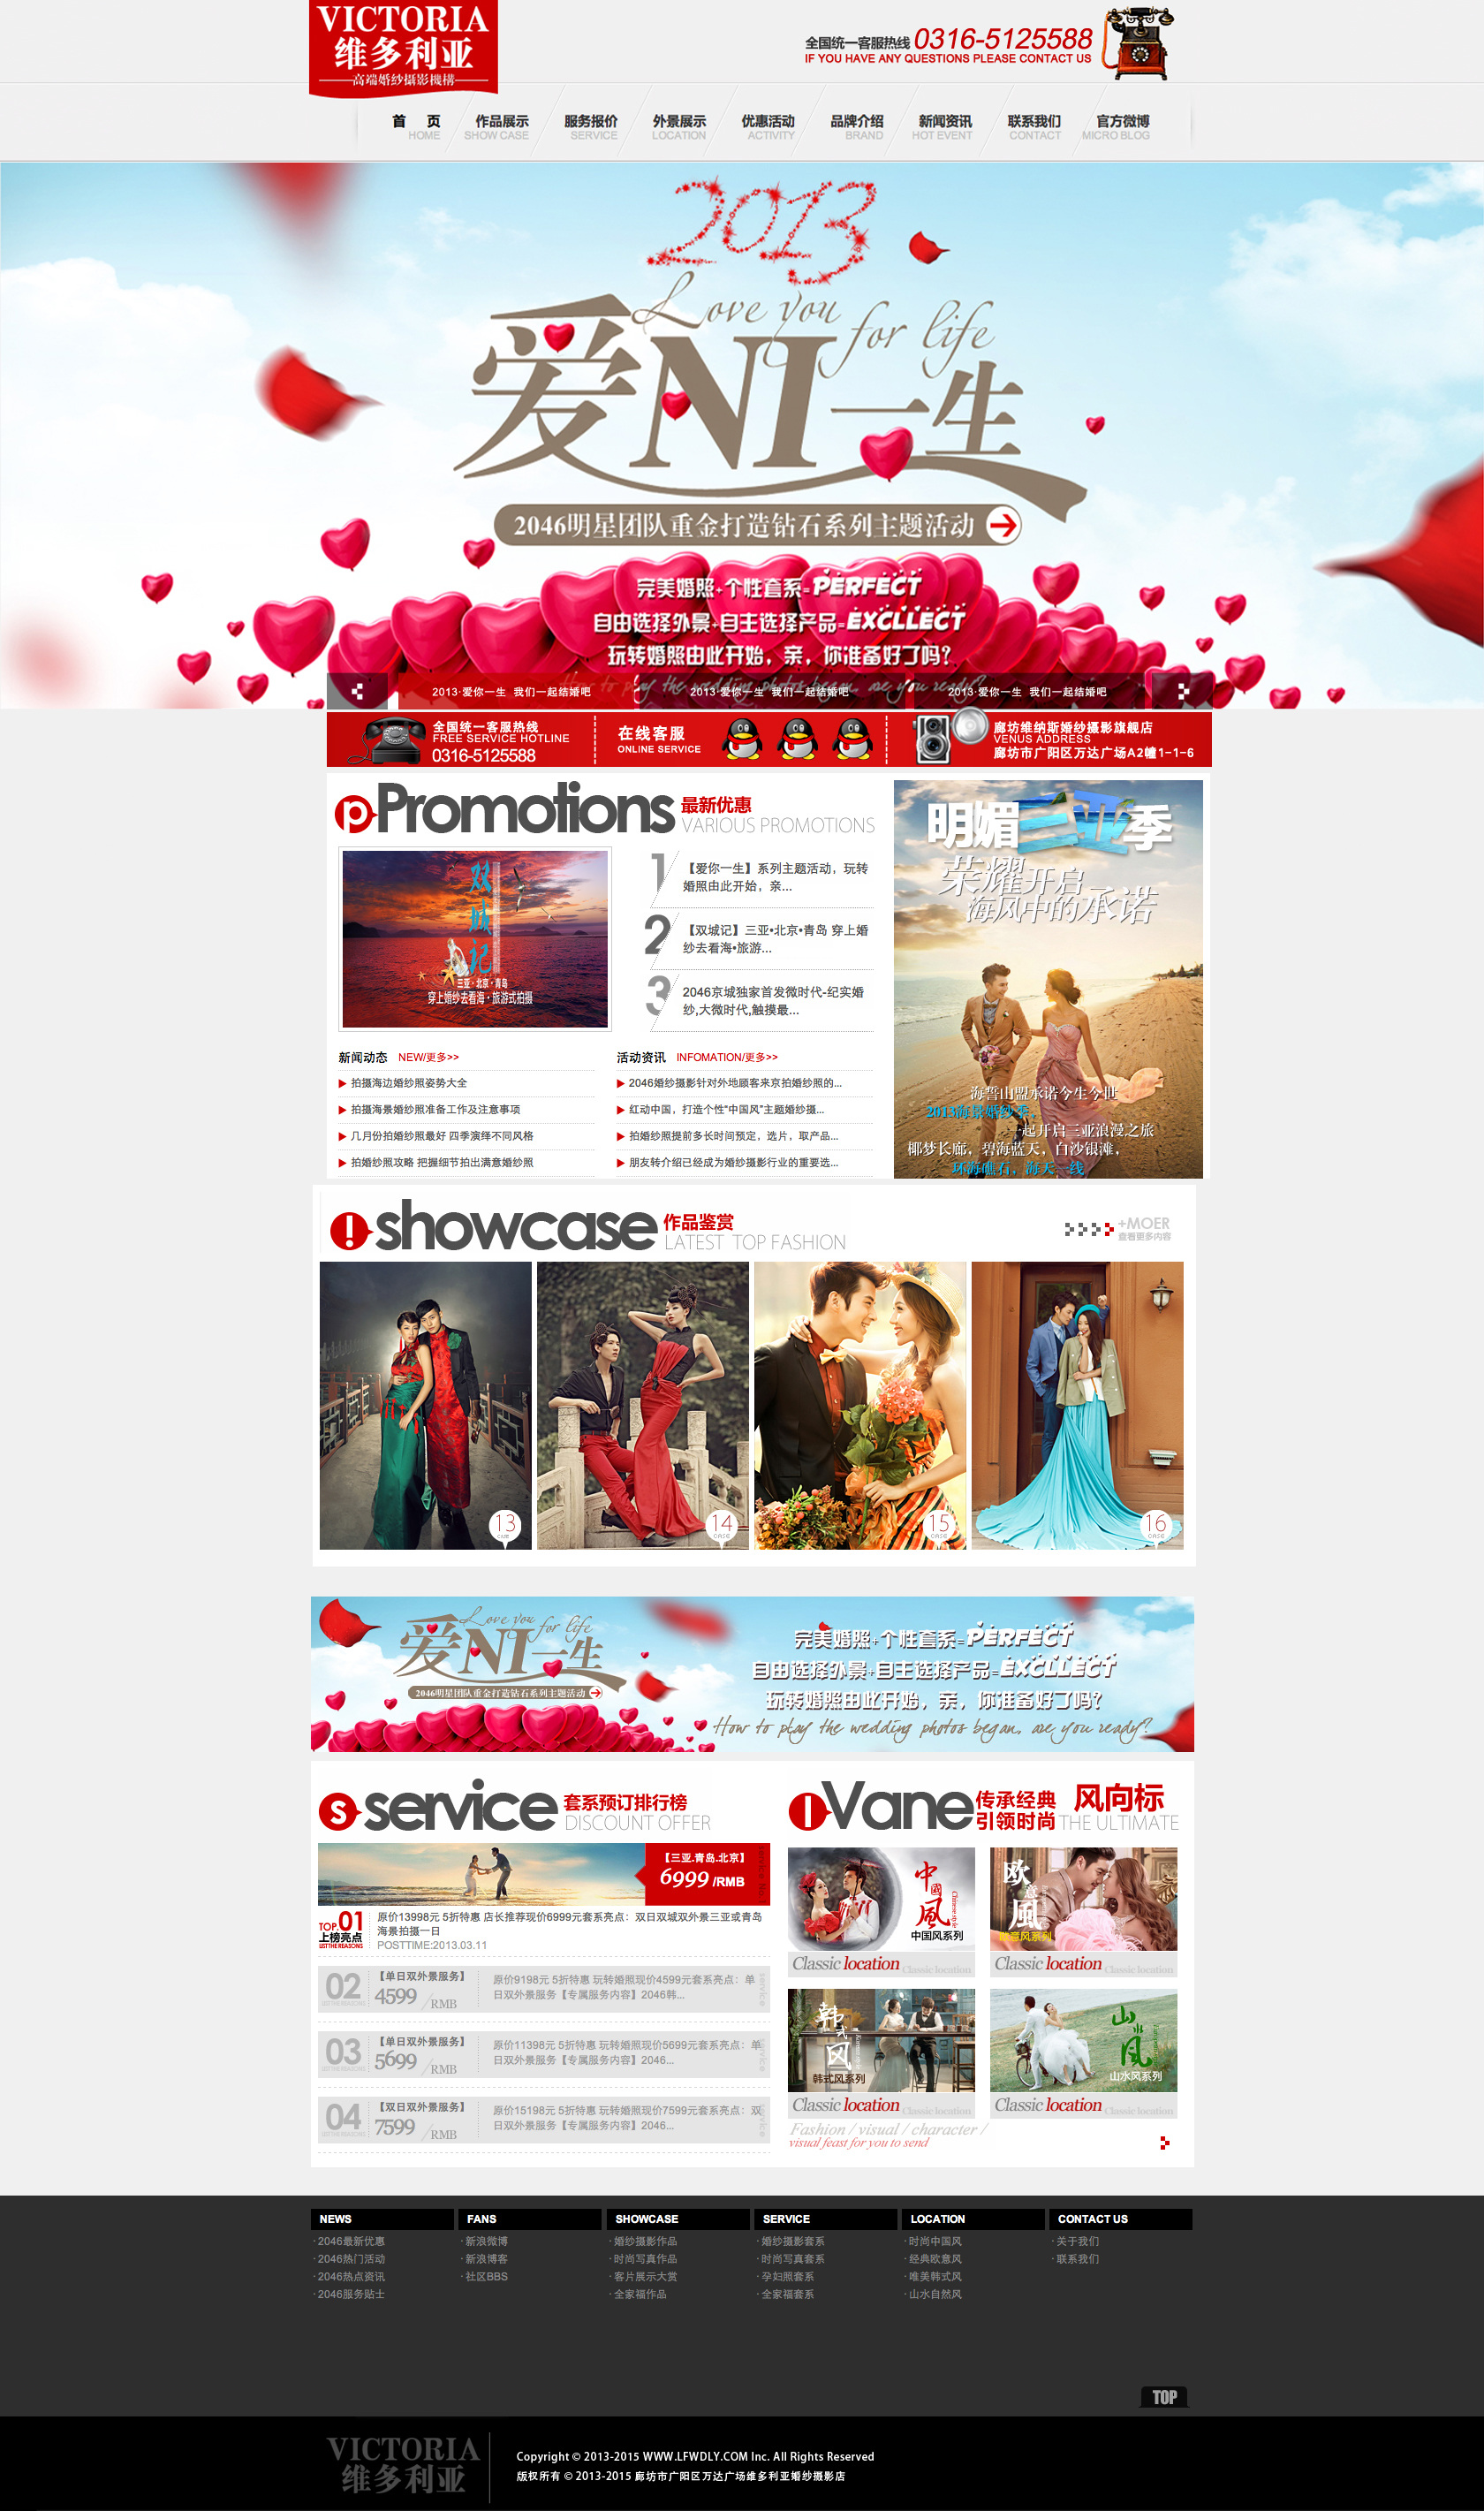 VICTORIA
维多利亚
高端婚纱攝影機構
全国统一客服热线 0316-5125588
IF YOU HAVE ANY QUESTIONS PLEASE CONTACT US
首 页 作品展示 服务报价 外景展示 优惠活动 品牌介绍 新闻资讯 联系我们 官方微博
HOME SHOW CASE SERVICE LOCATION ACTIVITY BRAND HOT EVENT CONTACT MICRO BLOG
2013
Love you for life
爱NI一生
2046明星团队重金打造钻石系列主题活动
完美婚照+个性套系=PERFECT
自由选择外景+自主选择产品=EXCLLECT
玩转婚照由此开始，亲，你准备好了吗？
How to play the wedding photos began, are you ready?
2013·爱你一生 我们一起结婚吧 2013·爱你一生 我们一起结婚吧 2013·爱你一生 我们一起结婚吧
全国统一客服热线
FREE SERVICE HOTLINE
0316-5125588
在线客服
ONLINE SERVICE
廊坊维纳斯婚纱摄影旗舰店
VENUS ADDRESS
廊坊市广阳区万达广场A2幢1-1-6
p Promotions 最新优惠
VARIOUS PROMOTIONS
双城记
三亚·北京·青岛
穿上婚纱去看海·旅游式拍摄
1 【爱你一生】系列主题活动，玩转
婚照由此开始，亲...
2 【双城记】三亚•北京•青岛 穿上婚
纱去看海•旅游...
3 2046京城独家首发微时代-纪实婚
纱,大微时代,触摸最...
新闻动态 NEW/更多>>
拍摄海边婚纱照姿势大全
拍摄海景婚纱照准备工作及注意事项
几月份拍婚纱照最好 四季演绎不同风格
拍婚纱照攻略 把握细节拍出满意婚纱照
活动资讯 INFOMATION/更多>>
2046婚纱摄影针对外地顾客来京拍婚纱照的...
红动中国，打造个性“中国风”主题婚纱摄...
拍婚纱照提前多长时间预定，选片，取产品...
朋友转介绍已经成为婚纱摄影行业的重要选...
明媚三亚季
荣耀开启
海风中的承诺
海誓山盟承诺今生今世
2013海景婚纱季，
一起开启三亚浪漫之旅
椰梦长廊，碧海蓝天，白沙银滩，
环海礁石，海天一线
showcase 作品鉴赏
LATEST TOP FASHION
+MOER
查看更多内容
13 CASE
14 CASE
15 CASE
16 CASE
Love you for life
爱NI一生
2046明星团队重金打造钻石系列主题活动
完美婚照+个性套系=PERFECT
自由选择外景+自主选择产品=EXCLLECT
玩转婚照由此开始，亲，你准备好了吗？
How to play the wedding photos began, are you ready?
s service 套系预订排行榜
DISCOUNT OFFER
【三亚.青岛.北京】
6999 /RMB
TOP.01
上榜亮点
LIST THE REASONS
原价13998元 5折特惠 店长推荐现价6999元套系亮点：双日双城双外景三亚或青岛
海景拍摄一日
POSTTIME:2013.03.11
02 【单日双外景服务】
4599 /RMB
原价9198元 5折特惠 玩转婚照现价4599元套系亮点：单
日双外景服务【专属服务内容】2046韩...
service
03 【单日双外景服务】
5699 /RMB
原价11398元 5折特惠 玩转婚照现价5699元套系亮点：单
日双外景服务【专属服务内容】2046...
service
04 【双日双外景服务】
7599 /RMB
原价15198元 5折特惠 玩转婚照现价7599元套系亮点：双
日双外景服务【专属服务内容】2046...
service
Vane 传承经典
引领时尚 风向标
THE ULTIMATE
中國風
Chinese style
中国风系列
Classic location Classic location
欧意風
欧意风系列
Classic location Classic location
韩式风
韩式风系列
Classic location Classic location
山水風
山水风系列
Classic location Classic location
Fashion / visual / character /
visual feast for you to send
NEWS
2046最新优惠
2046热门活动
2046热点资讯
2046服务贴士
FANS
新浪微博
新浪博客
社区BBS
SHOWCASE
婚纱摄影作品
时尚写真作品
客片展示大赏
全家福作品
SERVICE
婚纱摄影套系
时尚写真套系
孕妇照套系
全家福套系
LOCATION
时尚中国风
经典欧意风
唯美韩式风
山水自然风
CONTACT US
关于我们
联系我们
TOP
VICTORIA
维多利亚
Copyright © 2013-2015 WWW.LFWDLY.COM Inc. All Rights Reserved
版权所有 © 2013-2015 廊坊市广阳区万达广场维多利亚婚纱摄影店